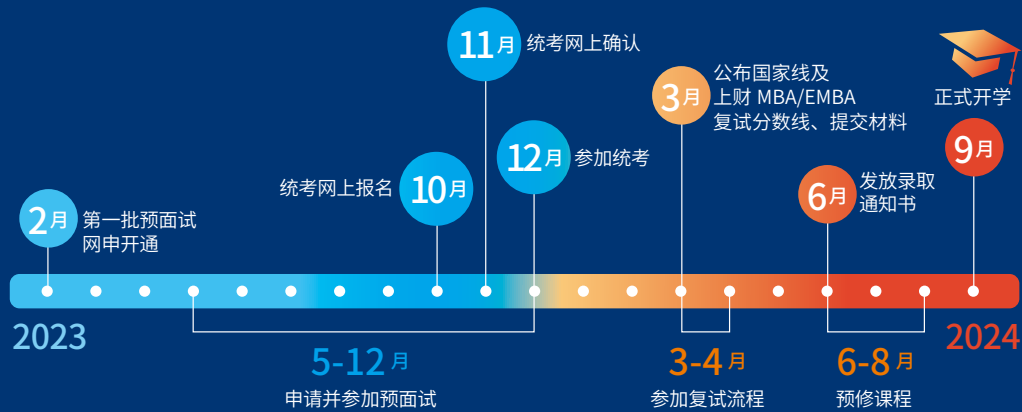 11月
统考网上确认
正式开学
3月
公布国家线及
上财 MBA/EMBA
复试分数线、提交材料
9月
12月
参加统考
统考网上报名
10月
6月
发放录取
通知书
2月
第一批预面试
网申开通
2023
2024
5-12月
申请并参加预面试
3-4月
参加复试流程
6-8月
预修课程